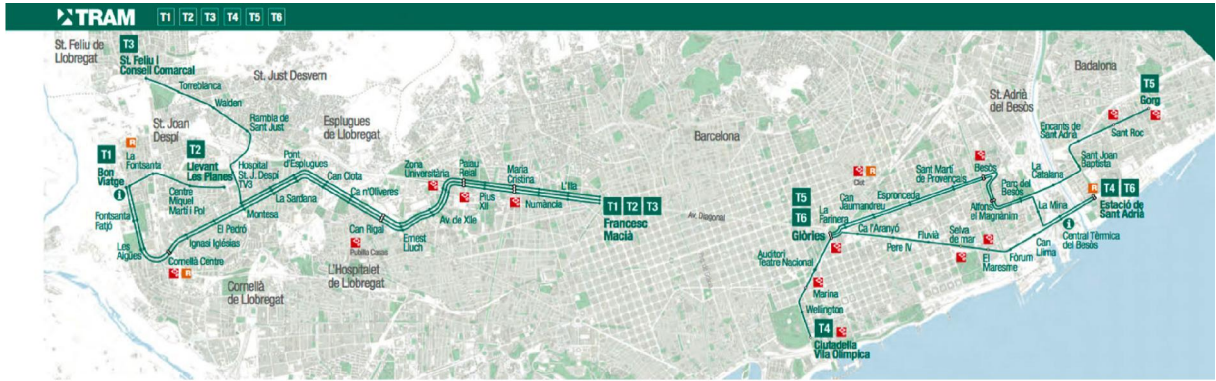 TRAM T1 T2 T3 T4 T5 T6
St. Feliu de
Llobregat
T3
St. Feliu |
Consell Comarcal
Torreblanca
Walden
Rambla de
Sant Just
St. Just Desvern
St. Joan
Despí
Esplugues
de Llobregat
T1
Bon
Viatge
La
Fontsanta
T2
Llevant
Les Planes
Hospital
St. J. Despí
TV3
Centre
Miquel
Martí i Pol
Montesa
Fontsanta
Fatjó
Les
Aigües
Cornellà Centre
Ignasi Iglésias
El Pedró
La Sardana
Pont
d'Esplugues
Can Clota
Ca n'Oliveres
Can Rigal
Pubilla Cases
Ernest
Lluch
Av. de Xile
Zona
Universitària
Palau
Reial
Pius
XII
Maria
Cristina
Numància
L'Illa
T1 T2 T3
Francesc
Macià
Cornellà
de Llobregat
L'Hospitalet
de Llobregat
Barcelona
Av. Diagonal
T5
T6
Glòries
La
Farinera
Can
Jaumandreu
Clot
Espronceda
Sant Martí
de Provençals
Besòs
Alfons
el Magnànim
Parc del
Besòs
La
Catalana
La Mina
Sant Joan
Baptista
Encants de
Sant Adrià
Sant Roc
T5
Gorg
Badalona
St. Adrià
del Besòs
T4 T6
Estació de
Sant Adrià
Central Tèrmica
del Besòs
Can
Llima
Fòrum
El
Maresme
Selva
de mar
Fluvià
Pere IV
Ca l'Aranyó
Auditori
Teatre Nacional
Marina
Wellington
T4
Ciutadella
Vila Olímpica